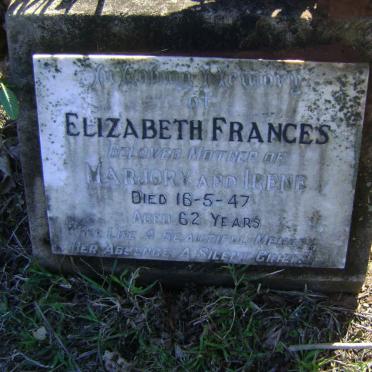 In Loving Memory
of
ELIZABETH FRANCES
BELOVED MOTHER OF
MARJORY AND IRENE
DIED 16-5-47
AGED 62 YEARS
HER LIFE A BEAUTIFUL MEMORY
HER ABSENCE A SILENT GRIEF